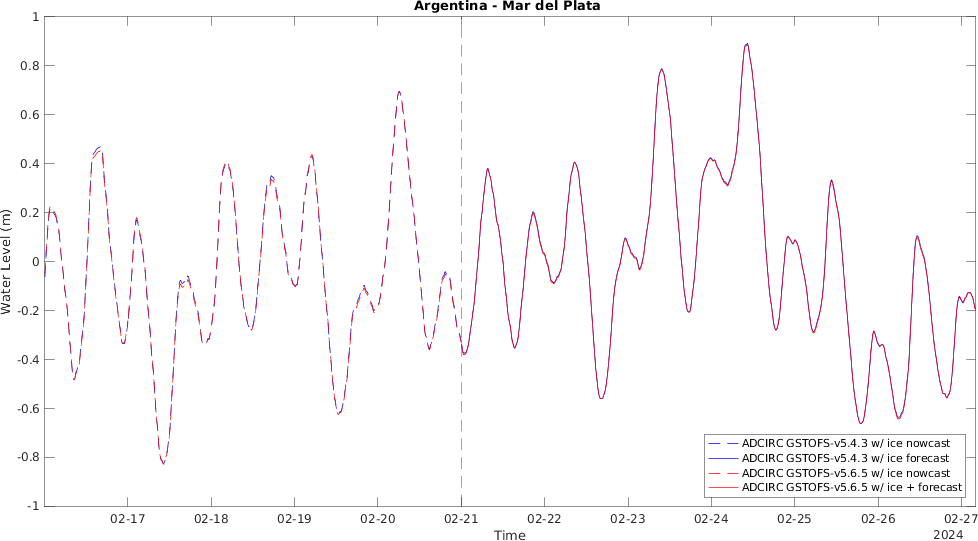 Argentina - Mar del Plata
1
0.8
0.6
0.4
0.2
0
-0.2
-0.4
-0.6
-0.8
-1
Water Level (m)
ADCIRC GSTOFS-v5.4.3 w/ ice nowcast
ADCIRC GSTOFS-v5.4.3 w/ ice forecast
ADCIRC GSTOFS-v5.6.5 w/ ice nowcast
ADCIRC GSTOFS-v5.6.5 w/ ice + forecast
02-17 02-18 02-19 02-20 02-21 02-22 02-23 02-24 02-25 02-26 02-27
Time
2024